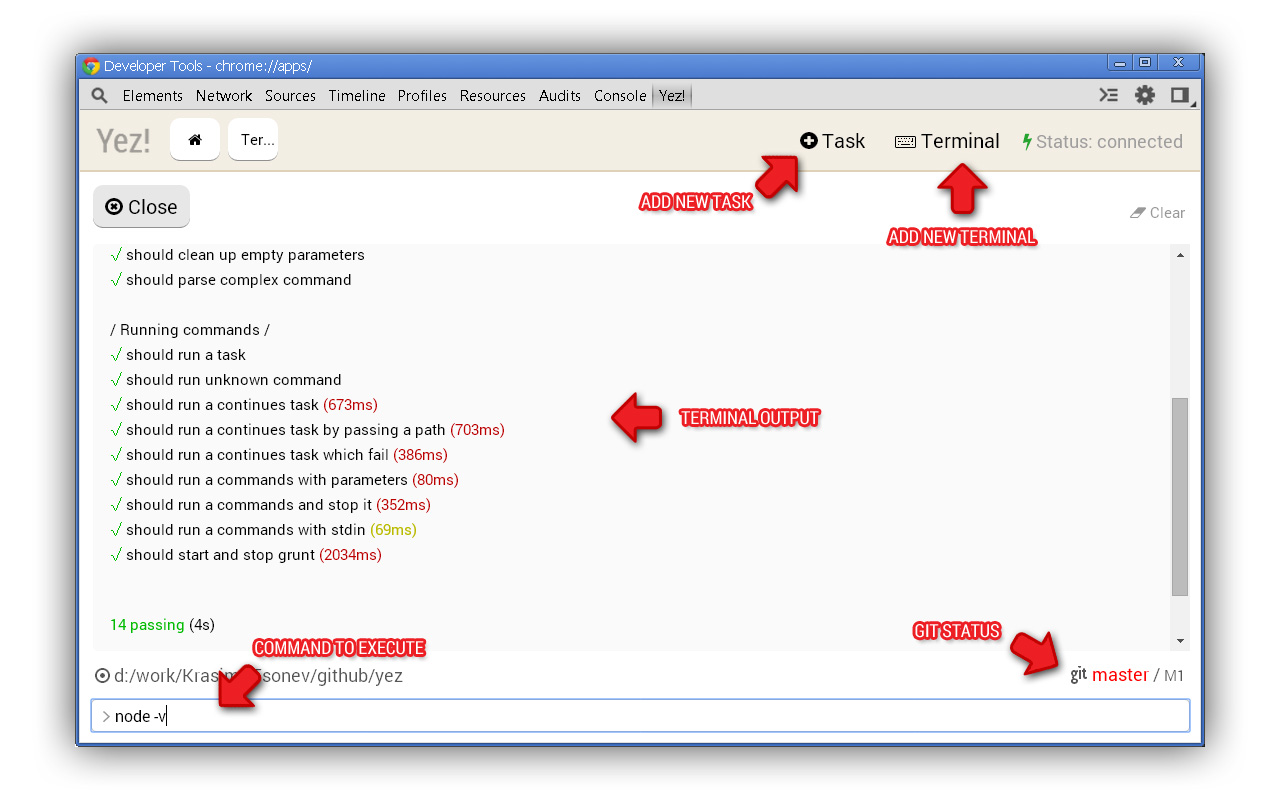 Developer Tools - chrome://apps/
Elements Network Sources Timeline Profiles Resources Audits Console Yez!
Yez! Ter... Task Terminal Status: connected
ADD NEW TASK
ADD NEW TERMINAL
Close
Clear
√ should clean up empty parameters
√ should parse complex command
/ Running commands /
√ should run a task
√ should run unknown command
√ should run a continues task (673ms)
√ should run a continues task by passing a path (703ms)
√ should run a continues task which fail (386ms)
√ should run a commands with parameters (80ms)
√ should run a commands and stop it (352ms)
√ should run a commands with stdin (69ms)
√ should start and stop grunt (2034ms)
TERMINAL OUTPUT
14 passing (4s)
COMMAND TO EXECUTE
GIT STATUS
d:/work/Krasimir Tsonev/github/yez
git master / M1
> node -v